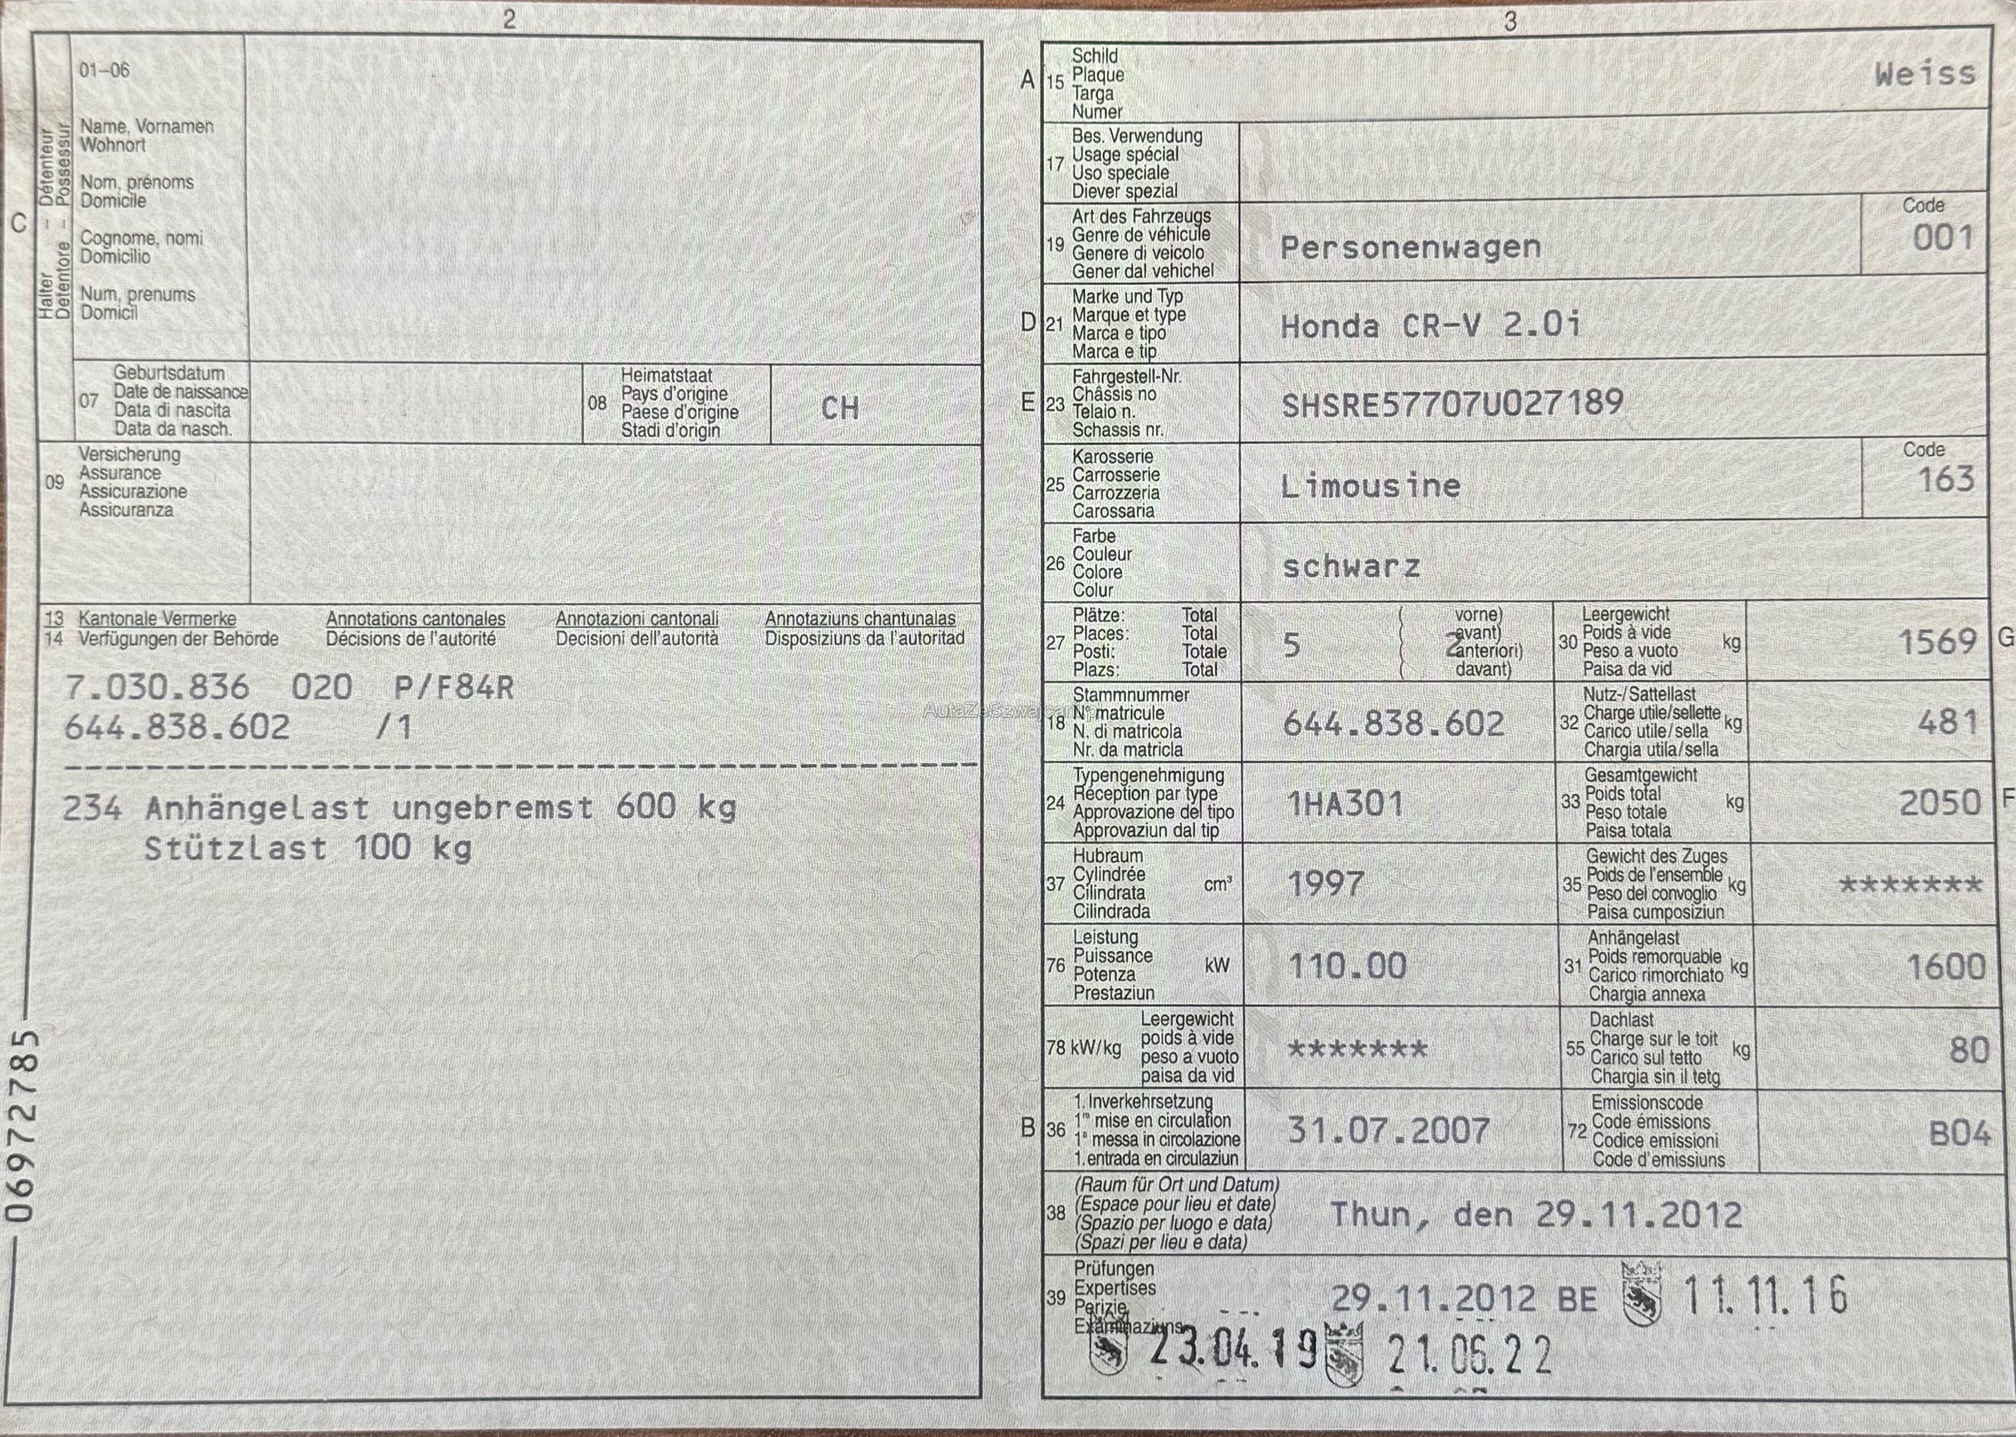 2
01–06
Name, Vornamen
Wohnort
Nom, prénoms
Domicile
Cognome, nomi
Domicilio
Num, prenums
Domicil
C
Halter – Détenteur
Detentore – Possessur
07
Geburtsdatum
Date de naissance
Data di nascita
Data da nasch.
08
Heimatstaat
Pays d'origine
Paese d'origine
Stadi d'origin
CH
09
Versicherung
Assurance
Assicurazione
Assicuranza
13 Kantonale Vermerke Annotations cantonales Annotazioni cantonali Annotaziuns chantunalas
14 Verfügungen der Behörde Décisions de l'autorité Decisioni dell'autorità Disposiziuns da l'autoritad
7.030.836 020 P/F84R
644.838.602 /1
234 Anhängelast ungebremst 600 kg
Stützlast 100 kg
06972785
3
A 15
Schild
Plaque
Targa
Numer
Weiss
17
Bes. Verwendung
Usage spécial
Uso speciale
Diever spezial
19
Art des Fahrzeugs
Genre de véhicule
Genere di veicolo
Gener dal vehichel
Personenwagen
Code
001
D 21
Marke und Typ
Marque et type
Marca e tipo
Marca e tip
Honda CR-V 2.0i
E 23
Fahrgestell-Nr.
Châssis no
Telaio n.
Schassis nr.
SHSRE57707U027189
25
Karosserie
Carrosserie
Carrozzeria
Carossaria
Limousine
Code
163
26
Farbe
Couleur
Colore
Colur
schwarz
27
Plätze: Total
Places: Total
Posti: Totale
Plazs: Total
5
( vorne)
( avant)
( anteriori)
( davant)
2
30
Leergewicht
Poids à vide
Peso a vuoto
Paisa da vid
kg
1569
G
18
Stammnummer
N° matricule
N. di matricola
Nr. da matricla
644.838.602
32
Nutz-/Sattellast
Charge utile/sellette
Carico utile/sella
Chargia utila/sella
kg
481
24
Typengenehmigung
Réception par type
Approvazione del tipo
Approvaziun dal tip
1HA301
33
Gesamtgewicht
Poids total
Peso totale
Paisa totala
kg
2050
F
37
Hubraum
Cylindrée
Cilindrata
Cilindrada
cm³
1997
35
Gewicht des Zuges
Poids de l'ensemble
Peso del convoglio
Paisa cumposiziun
kg
*******
76
Leistung
Puissance
Potenza
Prestaziun
kW
110.00
31
Anhängelast
Poids remorquable
Carico rimorchiato
Chargia annexa
kg
1600
78 kW/kg
Leergewicht
poids à vide
peso a vuoto
paisa da vid
*******
55
Dachlast
Charge sur le toit
Carico sul tetto
Chargia sin il tetg
kg
80
B 36
1. Inverkehrsetzung
1re mise en circulation
1a messa in circolazione
1. entrada en circulaziun
31.07.2007
72
Emissionscode
Code émissions
Codice emissioni
Code d'emissiuns
B04
38
(Raum für Ort und Datum)
(Espace pour lieu et date)
(Spazio per luogo e data)
(Spazi per lieu e data)
Thun, den 29.11.2012
39
Prüfungen
Expertises
Perizie
Examinaziuns
29.11.2012 BE 11.11.16
23.04.19 21.06.22